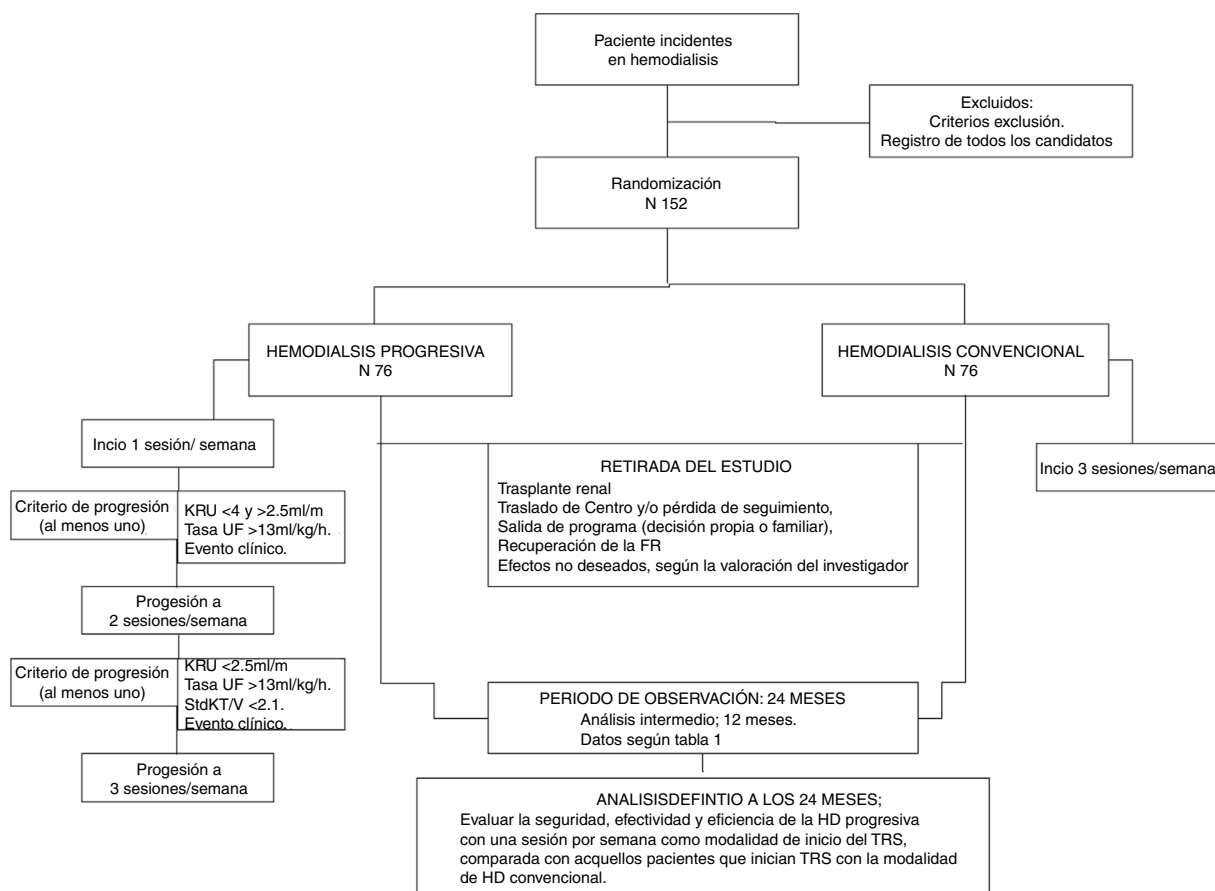 Paciente incidentes
en hemodialisis
Excluidos:
Criterios exclusión.
Registro de todos los candidatos
Randomización
N 152
HEMODIALSIS PROGRESIVA
N 76
HEMODIALISIS CONVENCIONAL
N 76
Incio 1 sesión/ semana
Incio 3 sesiones/semana
RETIRADA DEL ESTUDIO
Trasplante renal
Traslado de Centro y/o pérdida de seguimiento,
Salida de programa (decisión propia o familiar),
Recuperación de la FR
Efectos no deseados, según la valoración del investigador
Criterio de progresión
(al menos uno)
KRU <4 y >2.5ml/m
Tasa UF >13ml/kg/h.
Evento clínico.
Progesión a
2 sesiones/semana
Criterio de progresión
(al menos uno)
KRU <2.5ml/m
Tasa UF >13ml/kg/h.
StdKT/V <2.1.
Evento clínico.
Progesión a
3 sesiones/semana
PERIODO DE OBSERVACIÓN: 24 MESES
Análisis intermedio; 12 meses.
Datos según tabla 1
ANALISISDEFINTIO A LOS 24 MESES;
Evaluar la seguridad, efectividad y eficiencia de la HD progresiva
con una sesión por semana como modalidad de inicio del TRS,
comparada con acquellos pacientes que inician TRS con la modalidad
de HD convencional.